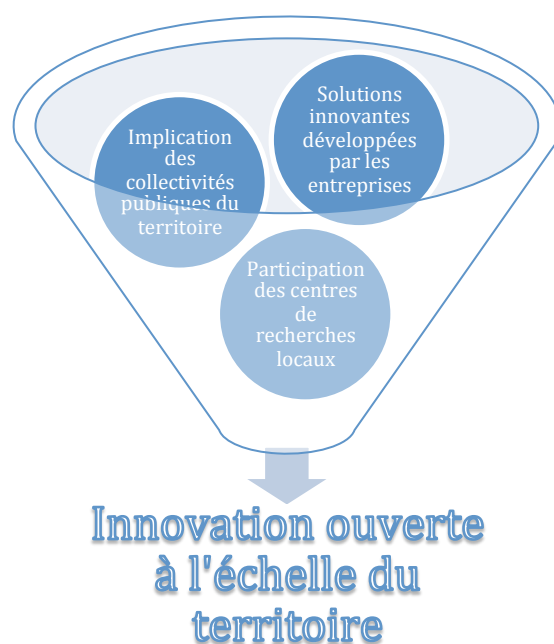 Solutions
innovantes
développées
par les
entreprises
Implication
des
collectivités
publiques du
territoire
Participation
des centres
de
recherches
locaux
Innovation ouverte
à l'échelle du
territoire